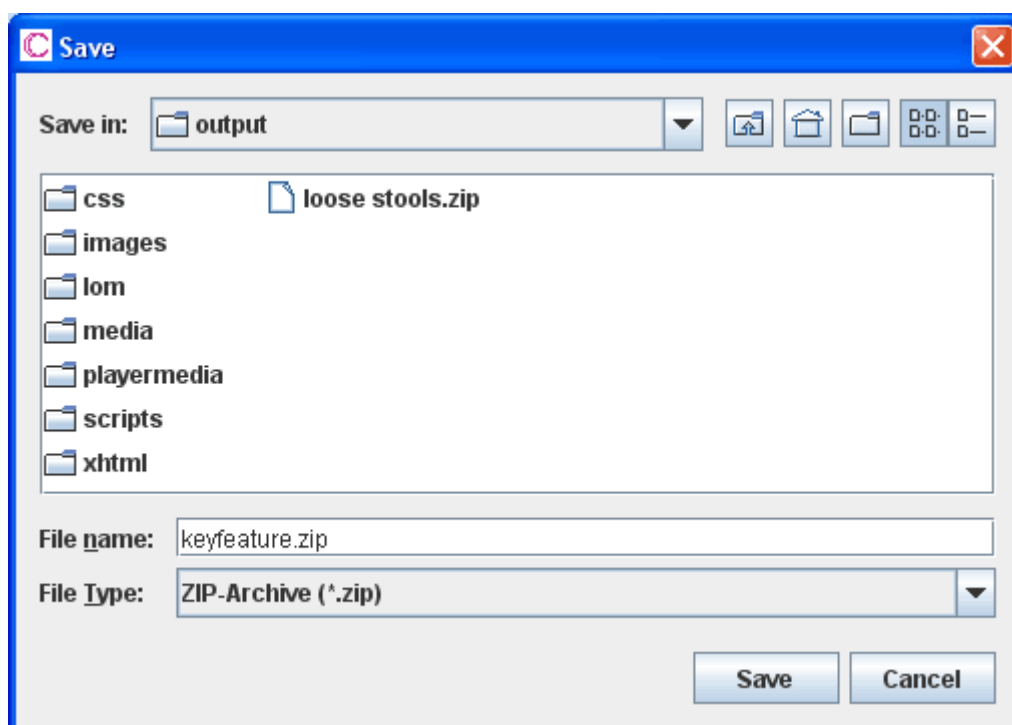 Save
Save in: output
css loose stools.zip
images
lom
media
playermedia
scripts
xhtml
File name: keyfeature.zip
File Type: ZIP-Archive (*.zip)
Save Cancel